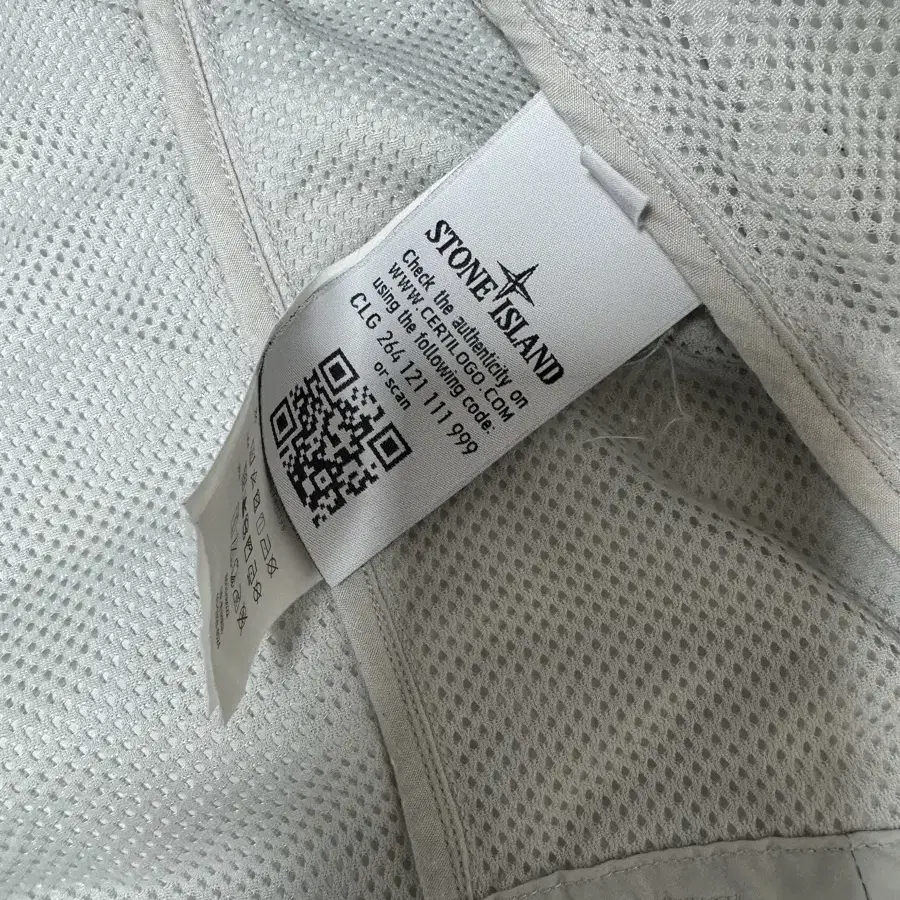 STONE ISLAND
Check the authenticity on
WWW.CERTILOGO.COM
using the following code:
CLG 264 121 111 999
or scan